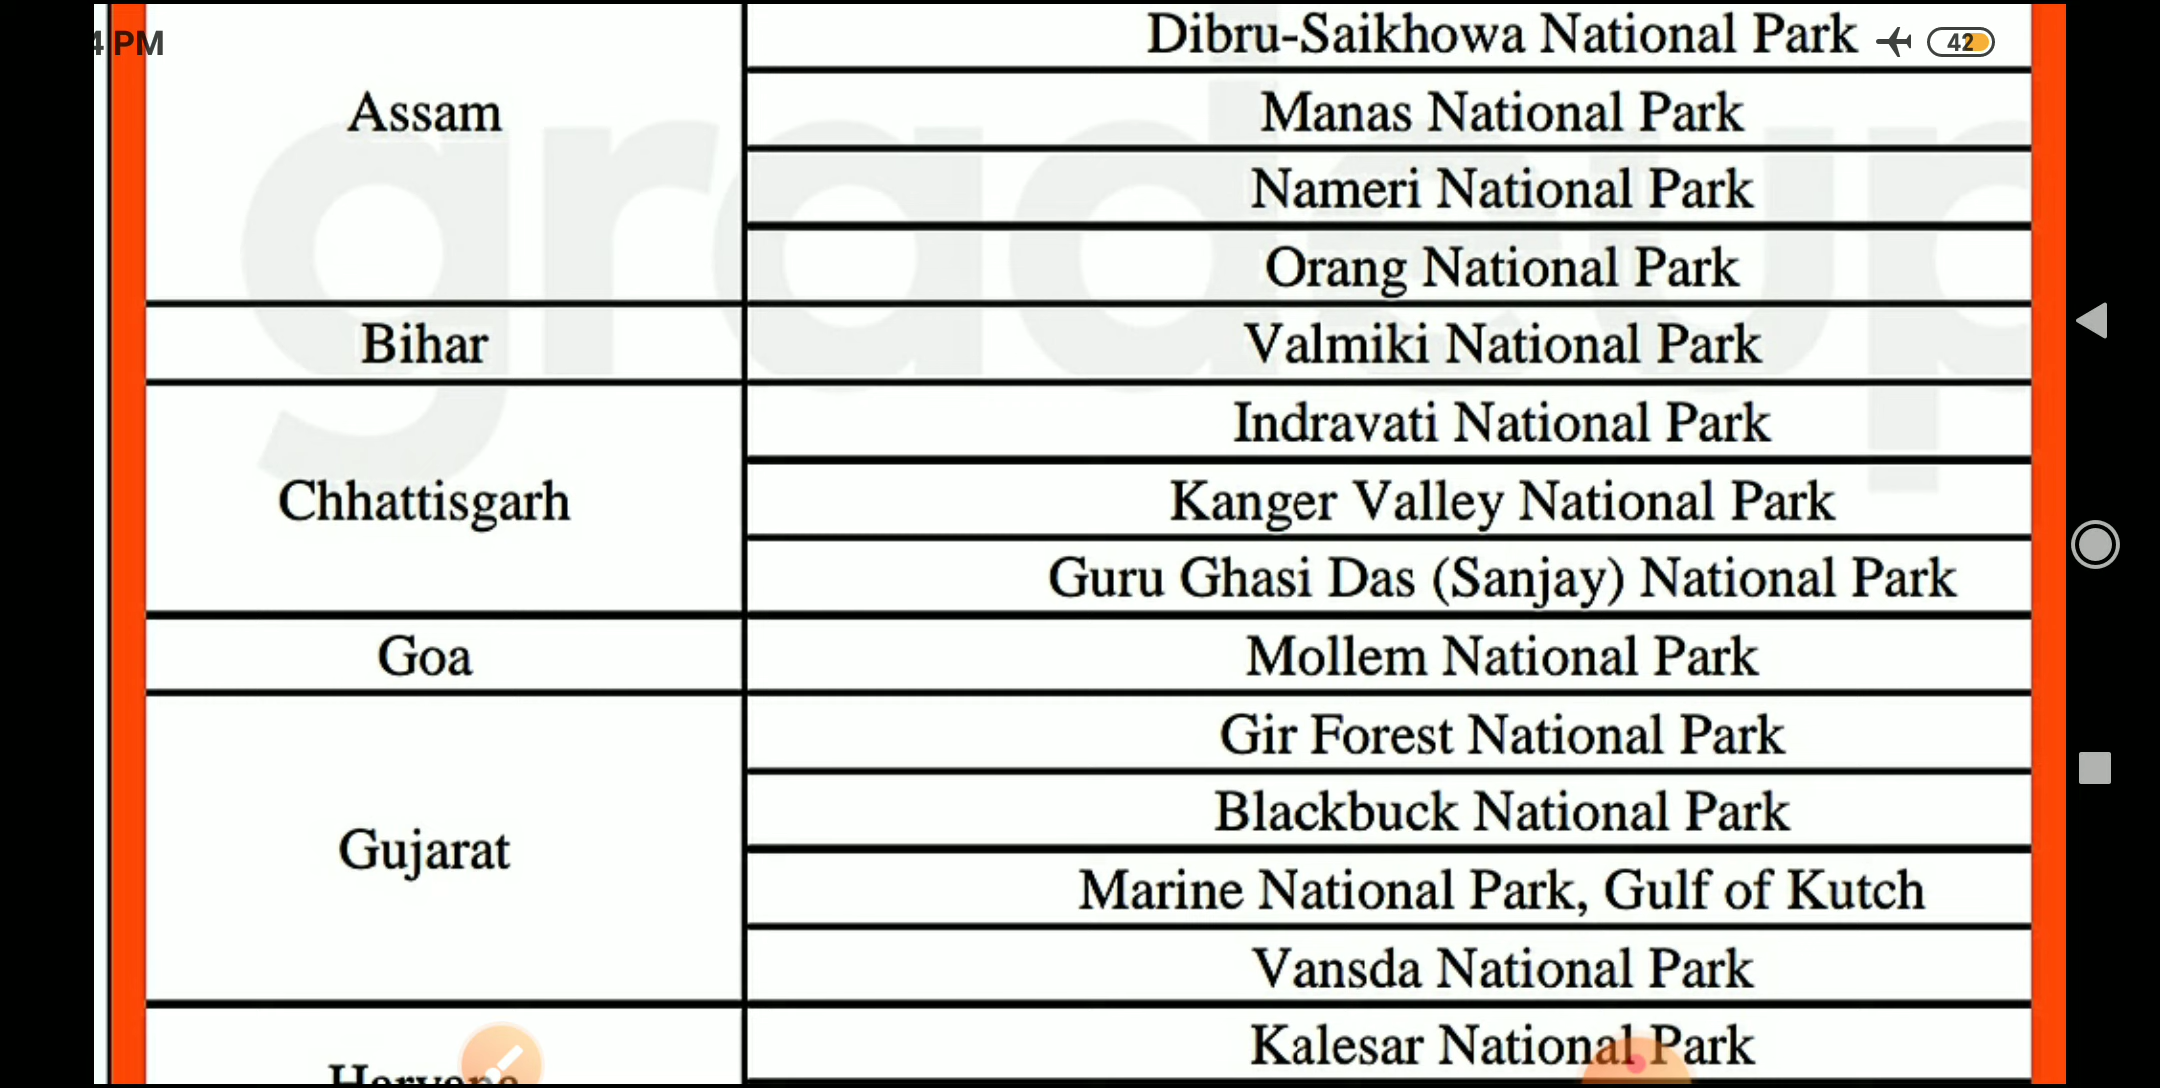 4 PM
42
Dibru-Saikhowa National Park
Assam
Manas National Park
Nameri National Park
Orang National Park
Bihar
Valmiki National Park
Indravati National Park
Chhattisgarh
Kanger Valley National Park
Guru Ghasi Das (Sanjay) National Park
Goa
Mollem National Park
Gir Forest National Park
Blackbuck National Park
Gujarat
Marine National Park, Gulf of Kutch
Vansda National Park
Kalesar National Park
Haryana
gradeup